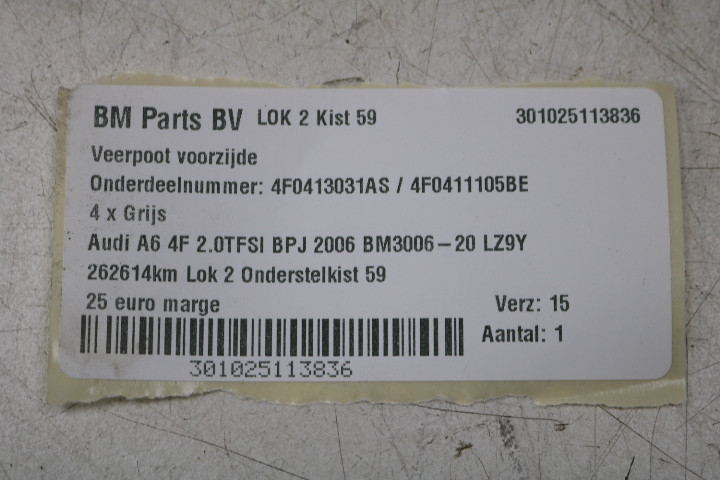 BM Parts BV LOK 2 Kist 59 301025113836
Veerpoot voorzijde
Onderdeelnummer: 4F0413031AS / 4F0411105BE
4 x Grijs
Audi A6 4F 2.0TFSI BPJ 2006 BM3006-20 LZ9Y
262614km Lok 2 Onderstelkist 59
25 euro marge Verz: 15
Aantal: 1
301025113836